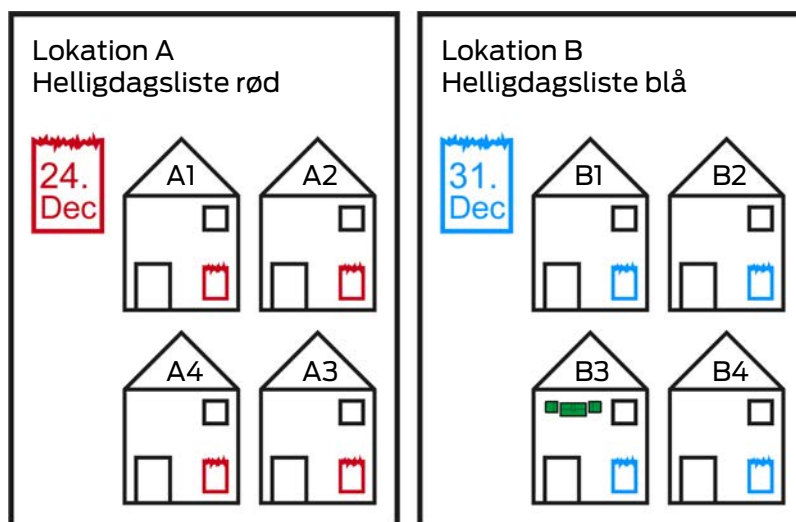 Lokation A
Helligdagsliste rød
24.
Dec
A1
A2
A4
A3
Lokation B
Helligdagsliste blå
31.
Dec
B1
B2
B3
B4